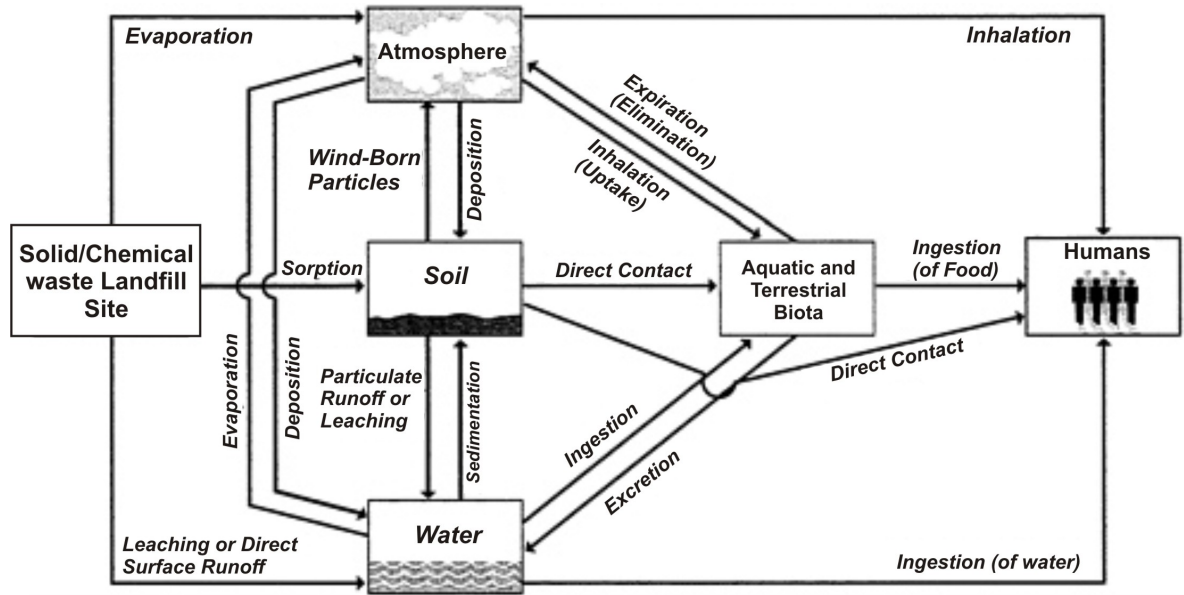 Evaporation
Atmosphere
Inhalation
Expiration
(Elimination)
Inhalation
(Uptake)
Wind-Born
Particles
Deposition
Solid/Chemical
waste Landfill
Site
Sorption
Soil
Direct Contact
Aquatic and
Terrestrial
Biota
Ingestion
(of Food)
Humans
Evaporation
Deposition
Particulate
Runoff or
Leaching
Sedimentation
Ingestion
Excretion
Direct Contact
Leaching or Direct
Surface Runoff
Water
Ingestion (of water)